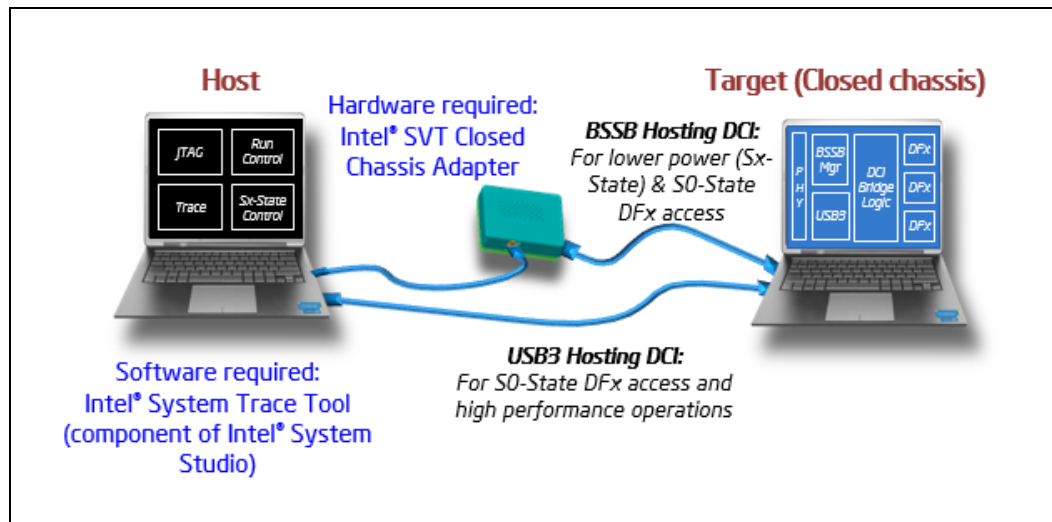 Host
Target (Closed chassis)
Hardware required:
Intel® SVT Closed
Chassis Adapter
BSSB Hosting DCI:
For lower power (Sx-
State) & S0-State
DFx access
JTAG
Run
Control
Trace
Sx-State
Control
P
H
Y
BSSB
Mgr
USB3
DCI
Bridge
Logic
DFx
DFx
DFx
USB3 Hosting DCI:
For S0-State DFx access and
high performance operations
Software required:
Intel® System Trace Tool
(component of Intel® System
Studio)